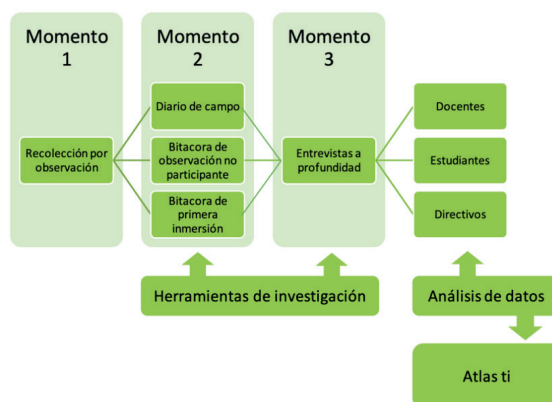 Momento
1
Momento
2
Momento
3
Recolección por
observación
Diario de campo
Bitacora de
observación no
participante
Bitacora de
primera
inmersión
Entrevistas a
profundidad
Docentes
Estudiantes
Directivos
Herramientas de investigación
Análisis de datos
Atlas ti